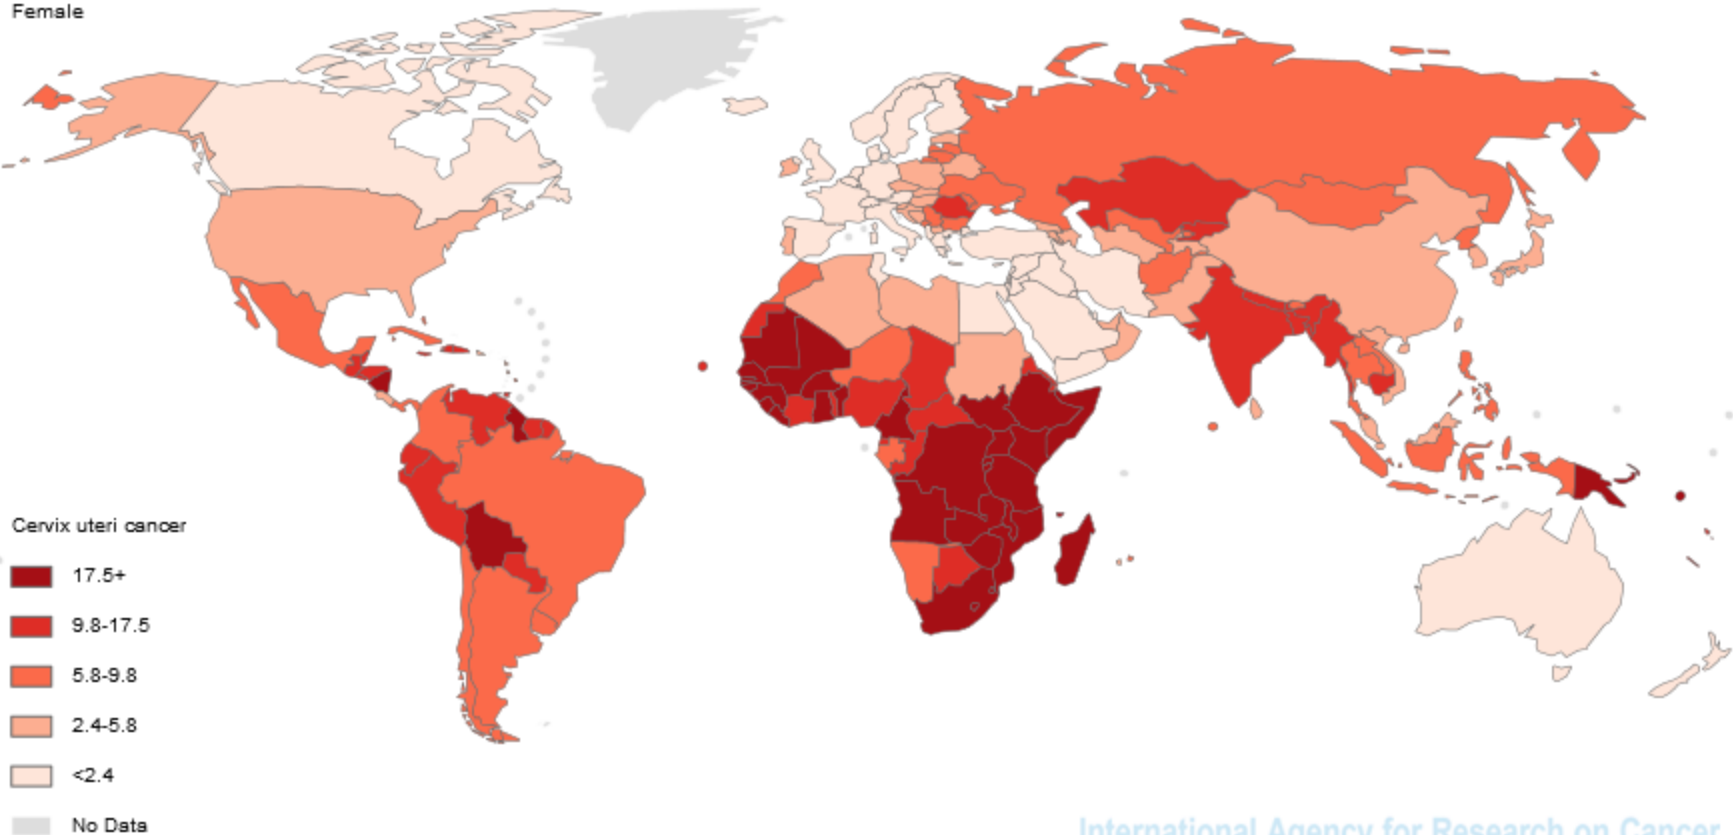 Female
Cervix uteri cancer
17.5+
9.8-17.5
5.8-9.8
2.4-5.8
<2.4
No Data
International Agency for Research on Cancer